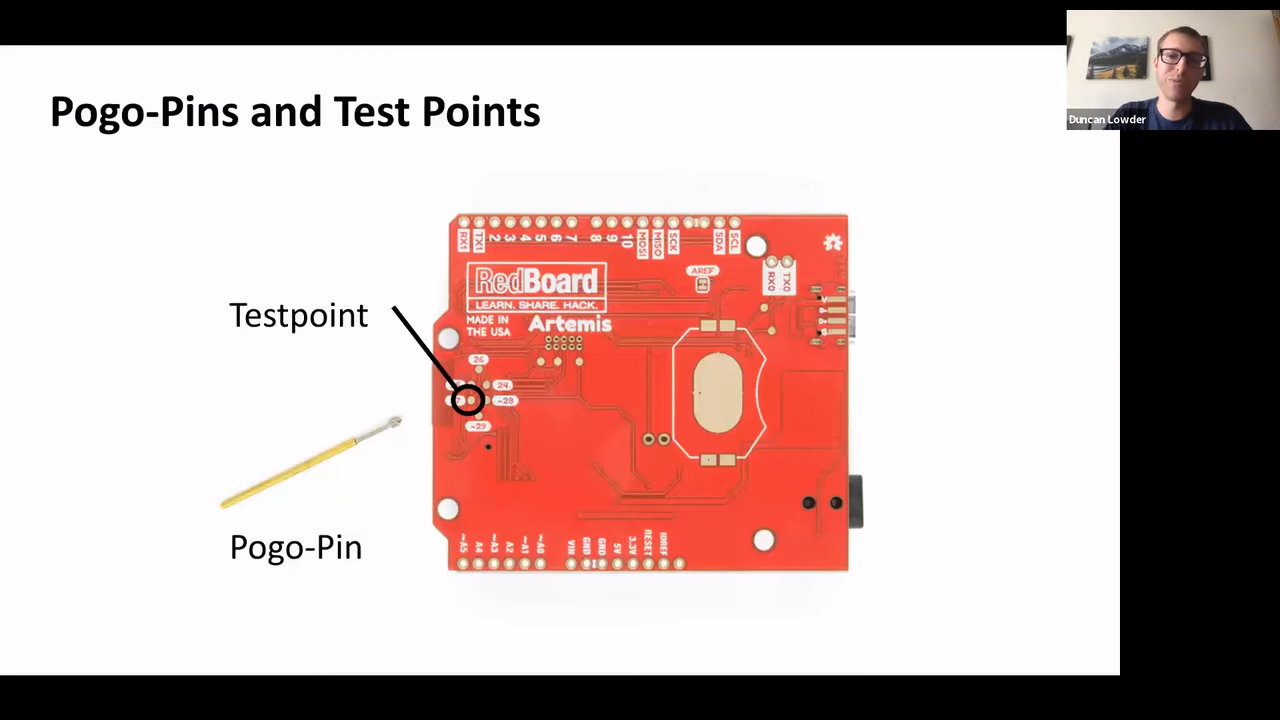 Duncan Lowder
Pogo-Pins and Test Points
RX1 TX1 2 3 4 5 6 7 8 9 10 MOSI MISO SCK SDA SCL
RedBoard
LEARN. SHARE. HACK.
AREF
RX0 TX0
MADE IN
THE USA
Artemis
Testpoint
26
24
~28
~29
Pogo-Pin
~A5 A4 ~A3 A2 ~A1 ~A0 VIN GND GND 5V 3.3V RESET IOREF